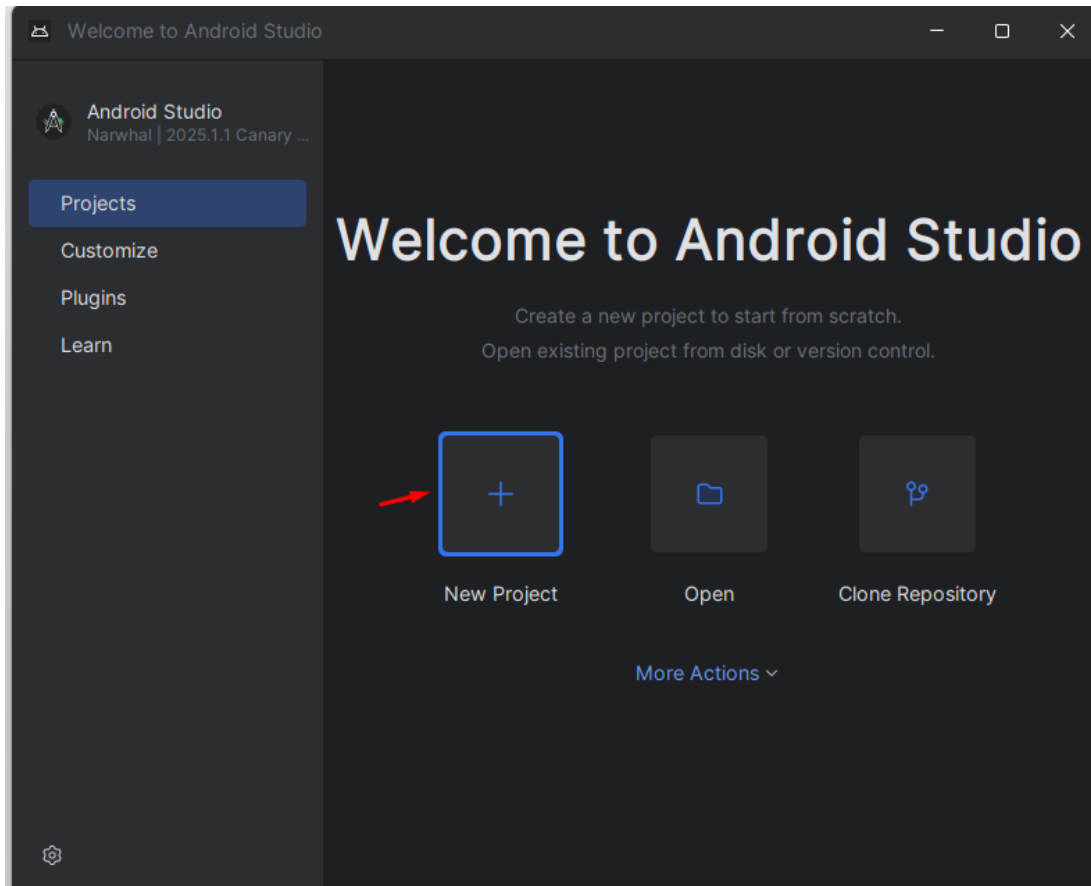 Welcome to Android Studio
Android Studio
Narwhal | 2025.1.1 Canary ...
Projects
Customize
Plugins
Learn
Welcome to Android Studio
Create a new project to start from scratch.
Open existing project from disk or version control.
New Project
Open
Clone Repository
More Actions